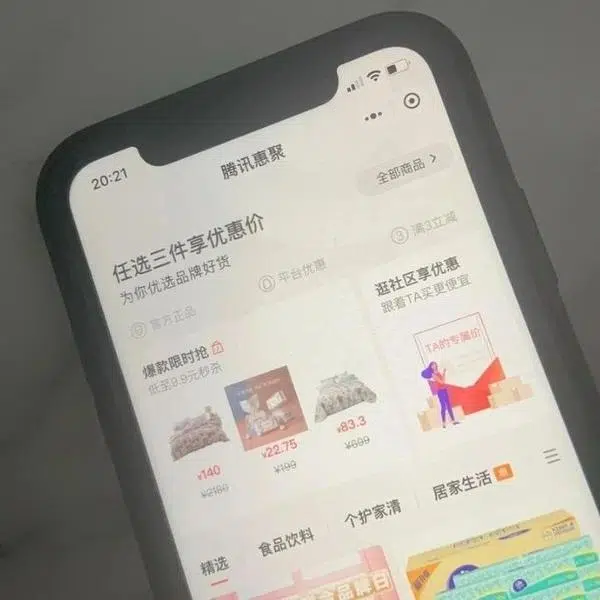 20:21
腾讯惠聚
全部商品 >
任选三件享优惠价
为你优选品牌好货
官方正品
平台优惠
③ 满3立减
爆款限时抢
低至9.9元秒杀
¥140
¥2180
¥22.75
¥199
¥83.3
¥699
逛社区享优惠
跟着TA买更便宜
TA的专属价
精选
食品饮料
个护家清
居家生活
惠